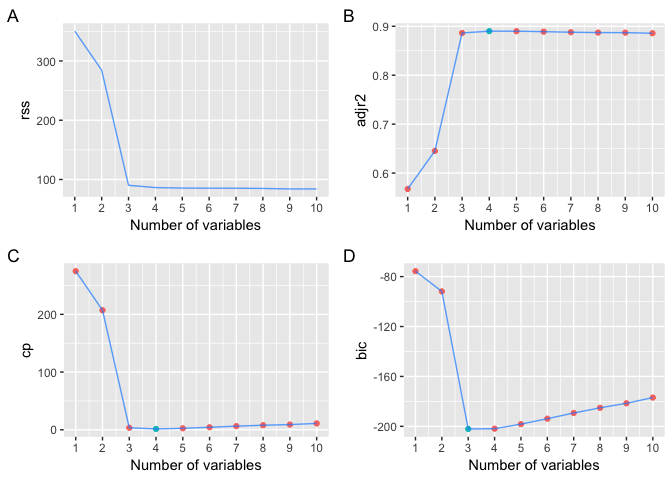 A
300
200
100
rss
1 2 3 4 5 6 7 8 9 10
Number of variables
B
0.9
0.8
0.7
0.6
adjr2
1 2 3 4 5 6 7 8 9 10
Number of variables
C
200
100
0
cp
1 2 3 4 5 6 7 8 9 10
Number of variables
D
-80
-120
-160
-200
bic
1 2 3 4 5 6 7 8 9 10
Number of variables